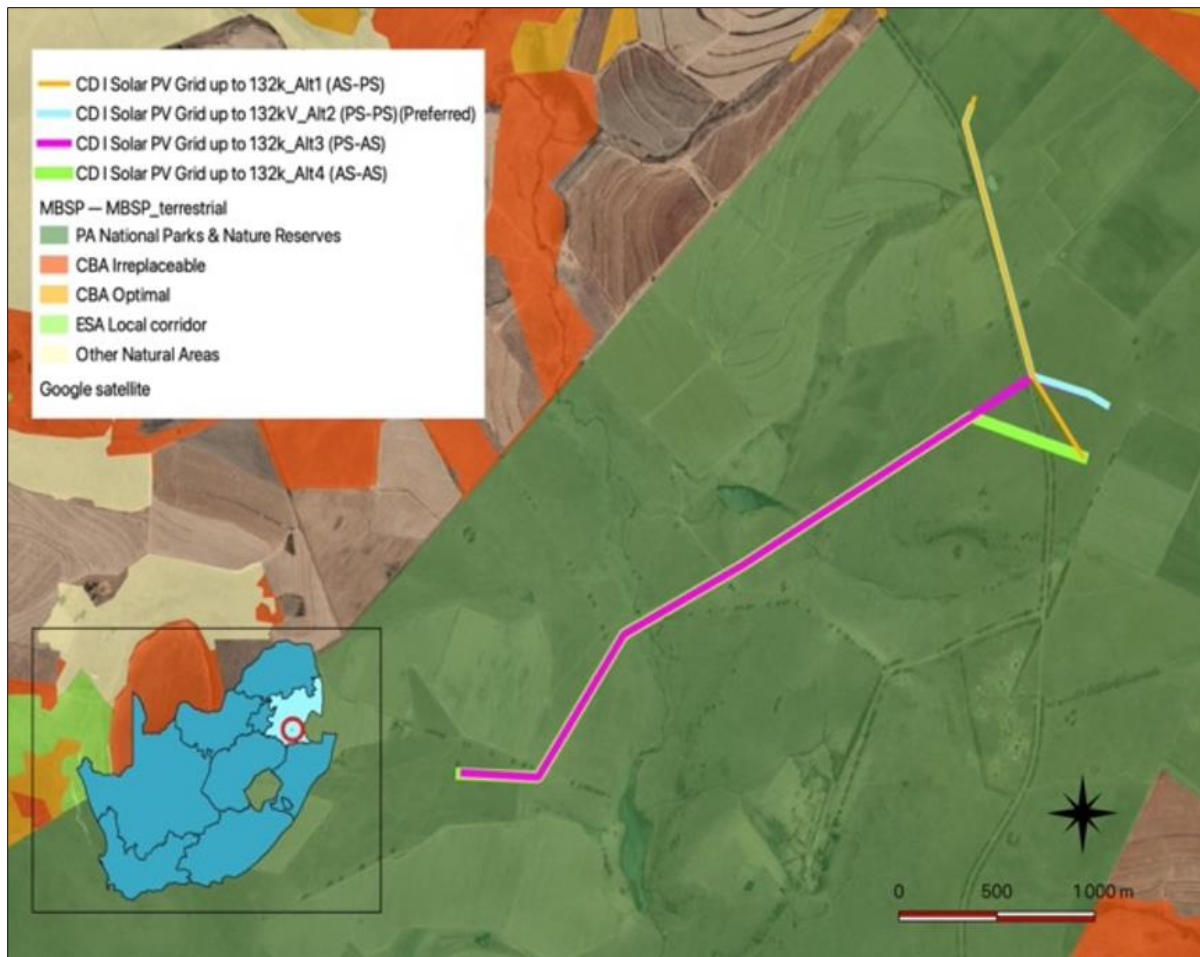 CD I Solar PV Grid up to 132k_Alt1 (AS-PS)
CD I Solar PV Grid up to 132kV_Alt2 (PS-PS)(Preferred)
CD I Solar PV Grid up to 132k_Alt3 (PS-AS)
CD I Solar PV Grid up to 132k_Alt4 (AS-AS)
MBSP — MBSP_terrestrial
PA National Parks & Nature Reserves
CBA Irreplaceable
CBA Optimal
ESA Local corridor
Other Natural Areas
Google satellite
0 500 1000 m